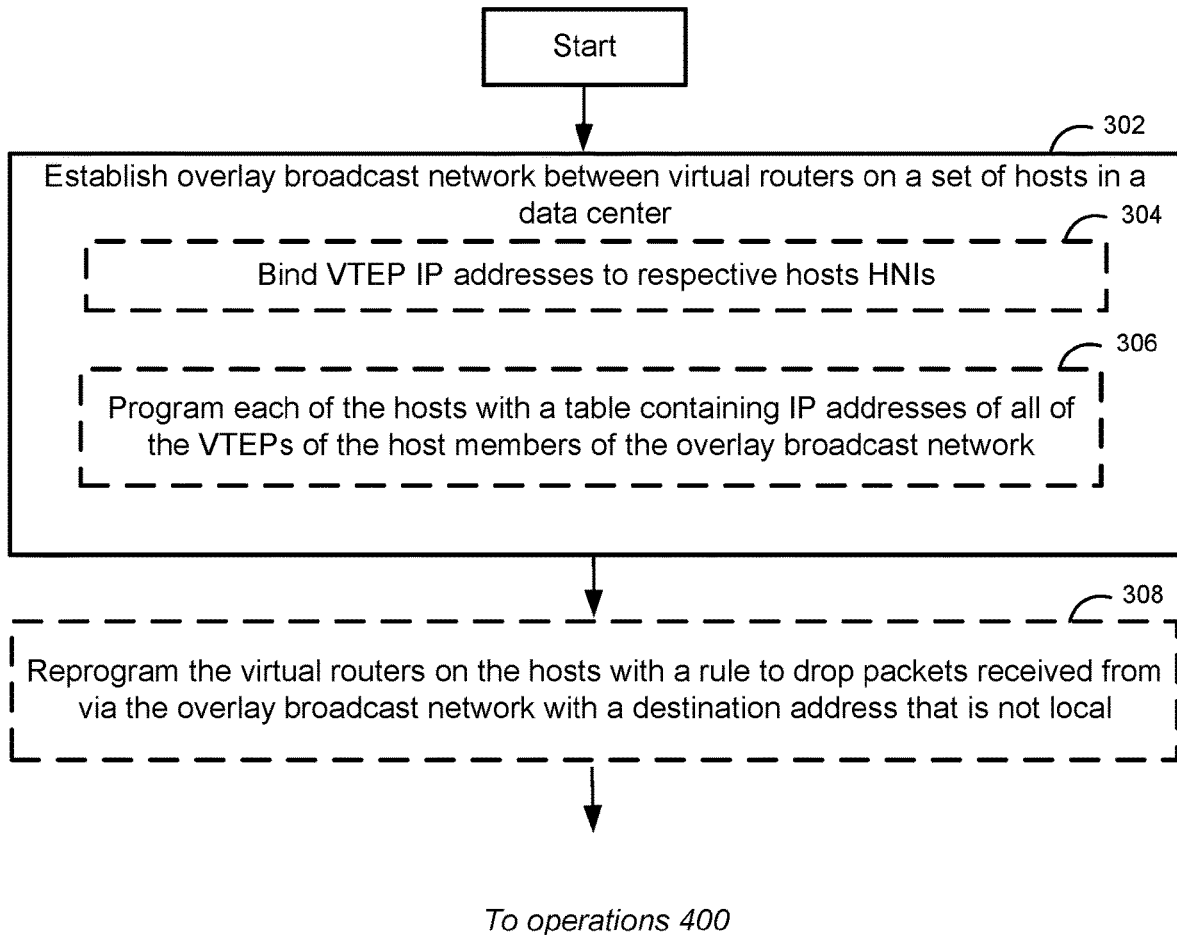 Start
302
Establish overlay broadcast network between virtual routers on a set of hosts in a
data center
304
Bind VTEP IP addresses to respective hosts HNIs
306
Program each of the hosts with a table containing IP addresses of all of
the VTEPs of the host members of the overlay broadcast network
308
Reprogram the virtual routers on the hosts with a rule to drop packets received from
via the overlay broadcast network with a destination address that is not local
To operations 400